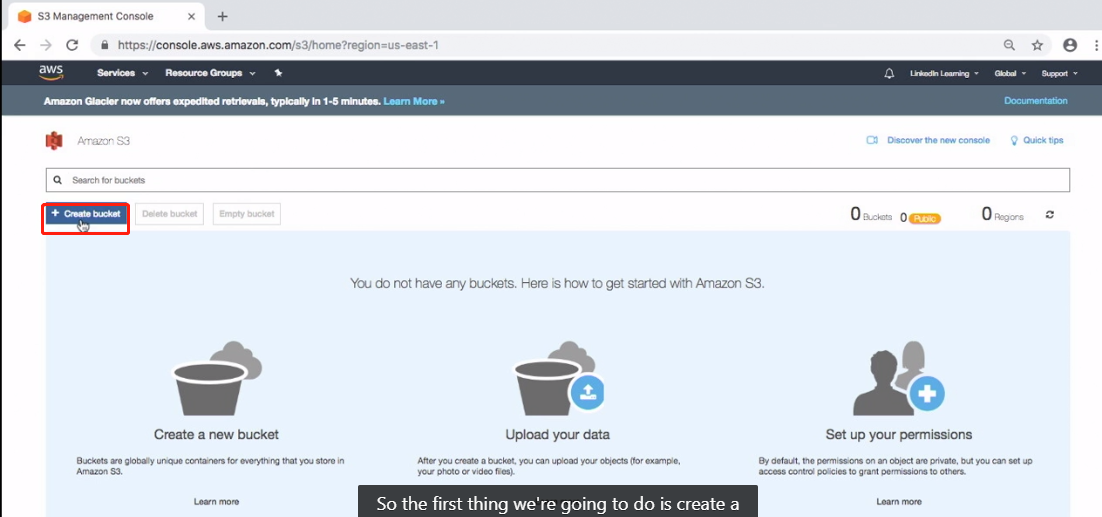 S3 Management Console
https://console.aws.amazon.com/s3/home?region=us-east-1
aws Services Resource Groups LinkedIn Learning Global Support
Amazon Glacier now offers expedited retrievals, typically in 1-5 minutes. Learn More » Documentation
Amazon S3 Discover the new console Quick tips
Search for buckets
+ Create bucket Delete bucket Empty bucket 0 Buckets 0 Public 0 Regions
You do not have any buckets. Here is how to get started with Amazon S3.
Create a new bucket
Buckets are globally unique containers for everything that you store in
Amazon S3.
Learn more
Upload your data
After you create a bucket, you can upload your objects (for example,
your photo or video files).
Set up your permissions
By default, the permissions on an object are private, but you can set up
access control policies to grant permissions to others.
Learn more
So the first thing we're going to do is create a